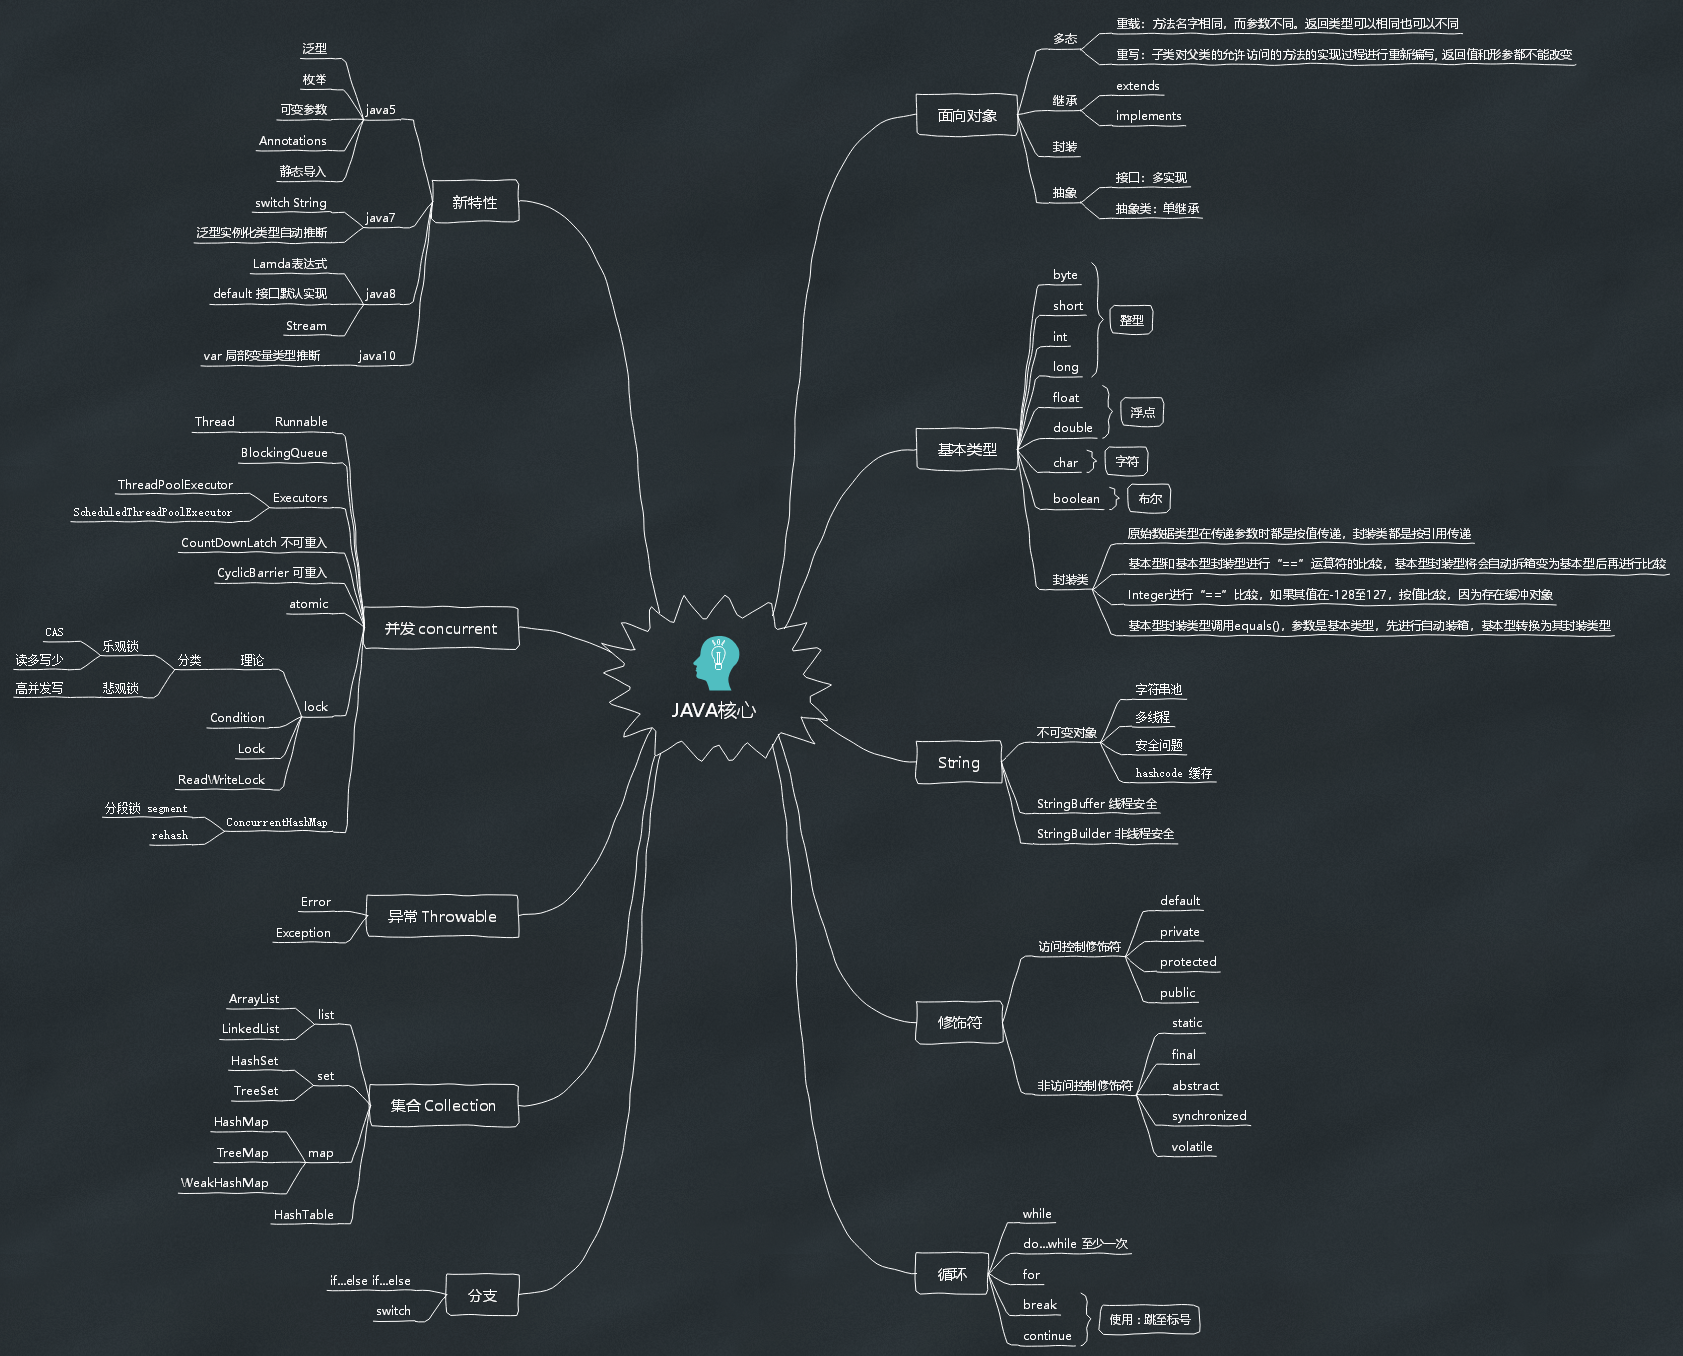 JAVA核心
面向对象
多态
重载：方法名字相同，而参数不同。返回类型可以相同也可以不同
重写：子类对父类的允许访问的方法的实现过程进行重新编写, 返回值和形参都不能改变
继承
extends
implements
封装
抽象
接口：多实现
抽象类：单继承
基本类型
byte
short
int
long
整型
float
double
浮点
char
字符
boolean
布尔
封装类
原始数据类型在传递参数时都是按值传递，封装类都是按引用传递
基本型和基本型封装型进行“==”运算符的比较，基本型封装型将会自动拆箱变为基本型后再进行比较
Integer进行“==”比较，如果其值在-128至127，按值比较，因为存在缓冲对象
基本型封装类型调用equals()，参数是基本类型，先进行自动装箱，基本型转换为其封装类型
String
不可变对象
字符串池
多线程
安全问题
hashcode 缓存
StringBuffer 线程安全
StringBuilder 非线程安全
修饰符
访问控制修饰符
default
private
protected
public
非访问控制修饰符
static
final
abstract
synchronized
volatile
循环
while
do...while 至少一次
for
break
continue
使用：跳至标号
新特性
java5
泛型
枚举
可变参数
Annotations
静态导入
java7
switch String
泛型实例化类型自动推断
java8
Lamda表达式
default 接口默认实现
Stream
java10
var 局部变量类型推断
并发 concurrent
Runnable
Thread
BlockingQueue
Executors
ThreadPoolExecutor
ScheduledThreadPoolExecutor
CountDownLatch 不可重入
CyclicBarrier 可重入
atomic
lock
理论
分类
乐观锁
CAS
读多写少
悲观锁
高并发写
Condition
Lock
ReadWriteLock
ConcurrentHashMap
分段锁 segment
rehash
异常 Throwable
Error
Exception
集合 Collection
list
ArrayList
LinkedList
set
HashSet
TreeSet
map
HashMap
TreeMap
WeakHashMap
HashTable
分支
if...else if...else
switch